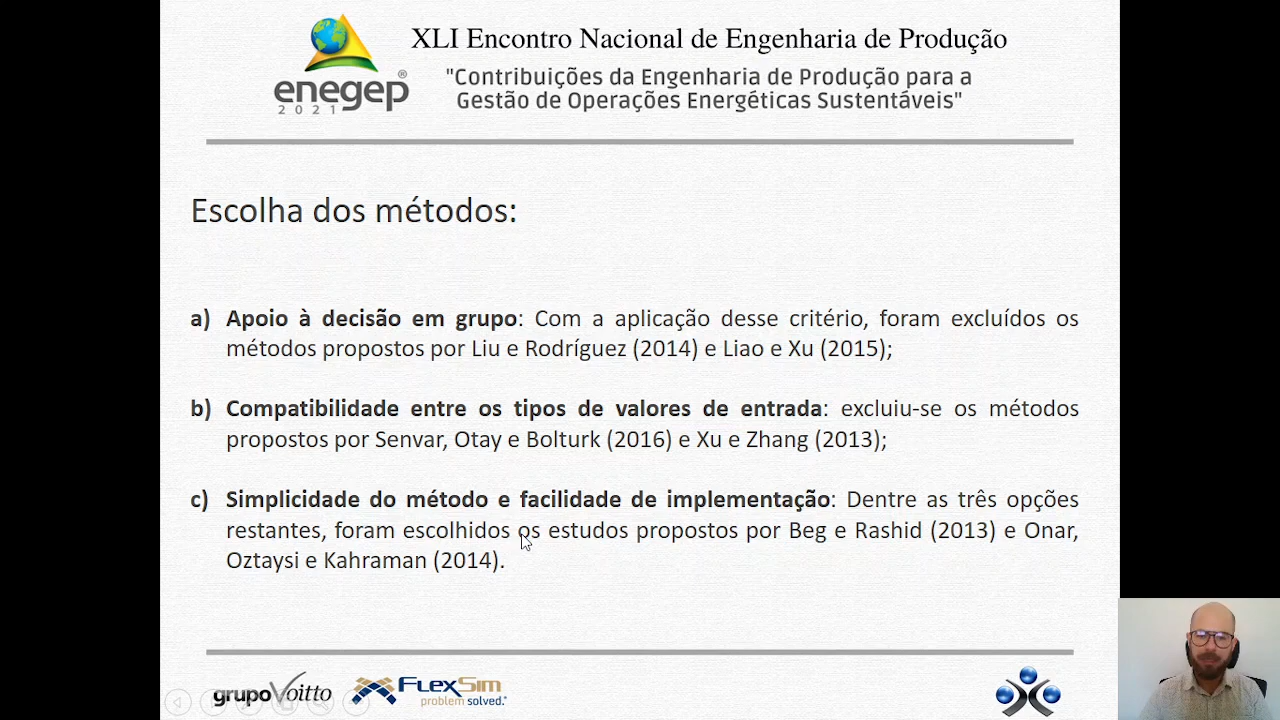 XLI Encontro Nacional de Engenharia de Produção
"Contribuições da Engenharia de Produção para a
Gestão de Operações Energéticas Sustentáveis"
enegep®
2021
Escolha dos métodos:
a) Apoio à decisão em grupo: Com a aplicação desse critério, foram excluídos os
métodos propostos por Liu e Rodríguez (2014) e Liao e Xu (2015);
b) Compatibilidade entre os tipos de valores de entrada: excluiu-se os métodos
propostos por Senvar, Otay e Bolturk (2016) e Xu e Zhang (2013);
c) Simplicidade do método e facilidade de implementação: Dentre as três opções
restantes, foram escolhidos os estudos propostos por Beg e Rashid (2013) e Onar,
Oztaysi e Kahraman (2014).
grupoVoitto
FLEXSIM
problem solved.®